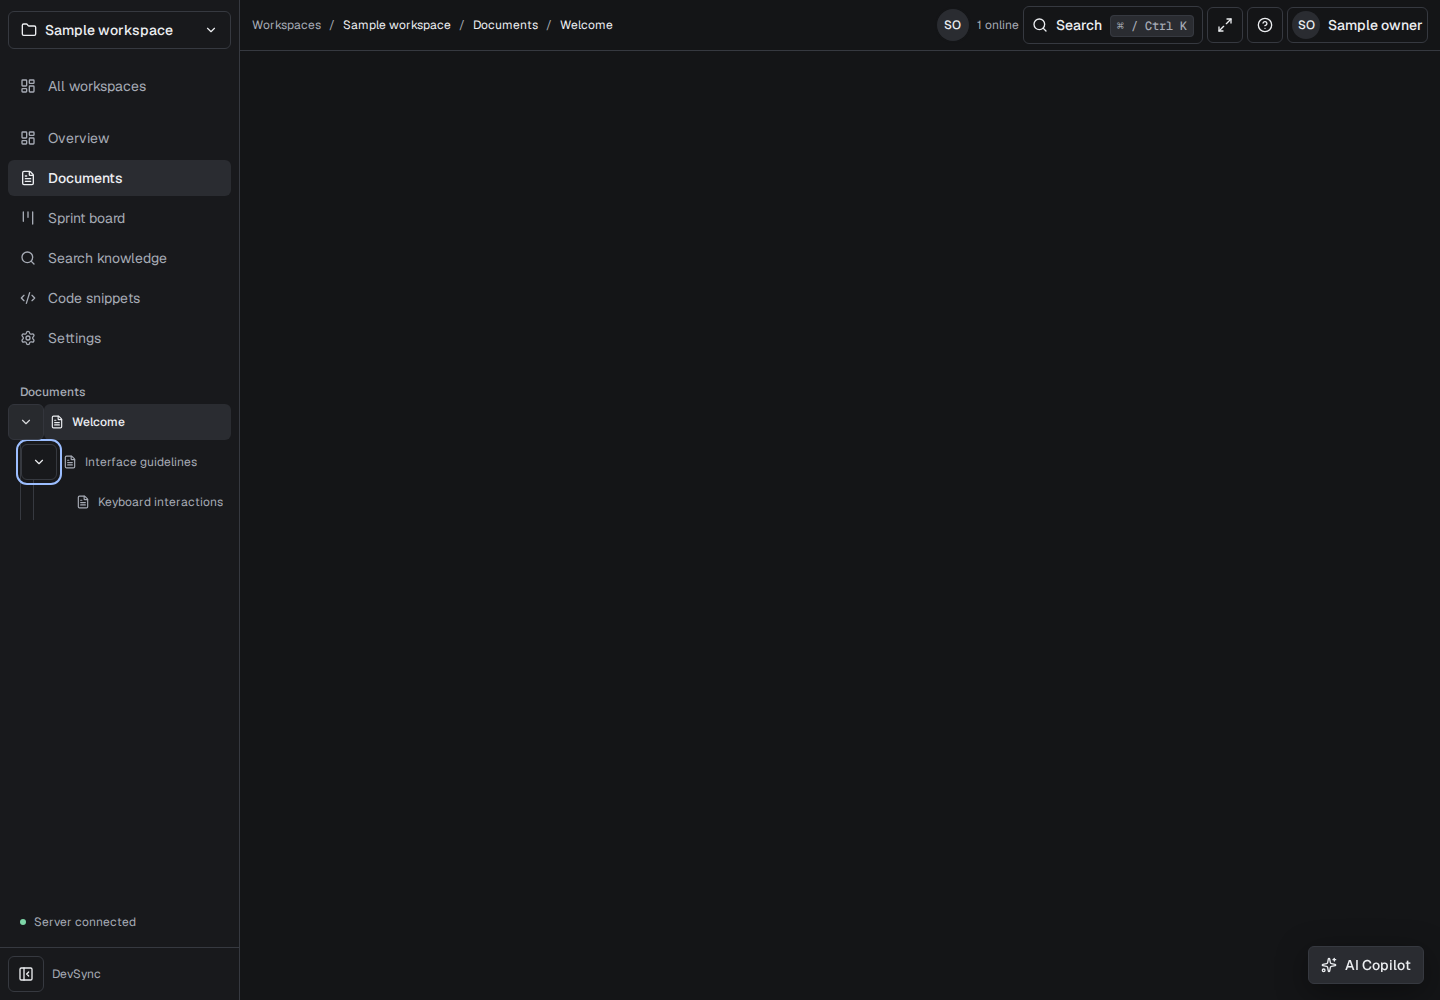 Sample workspace
All workspaces
Overview
Documents
Sprint board
Search knowledge
Code snippets
Settings
Documents
Welcome
Interface guidelines
Keyboard interactions
Server connected
DevSync
Workspaces / Sample workspace / Documents / Welcome
SO 1 online
Search ⌘ / Ctrl K
SO Sample owner
AI Copilot